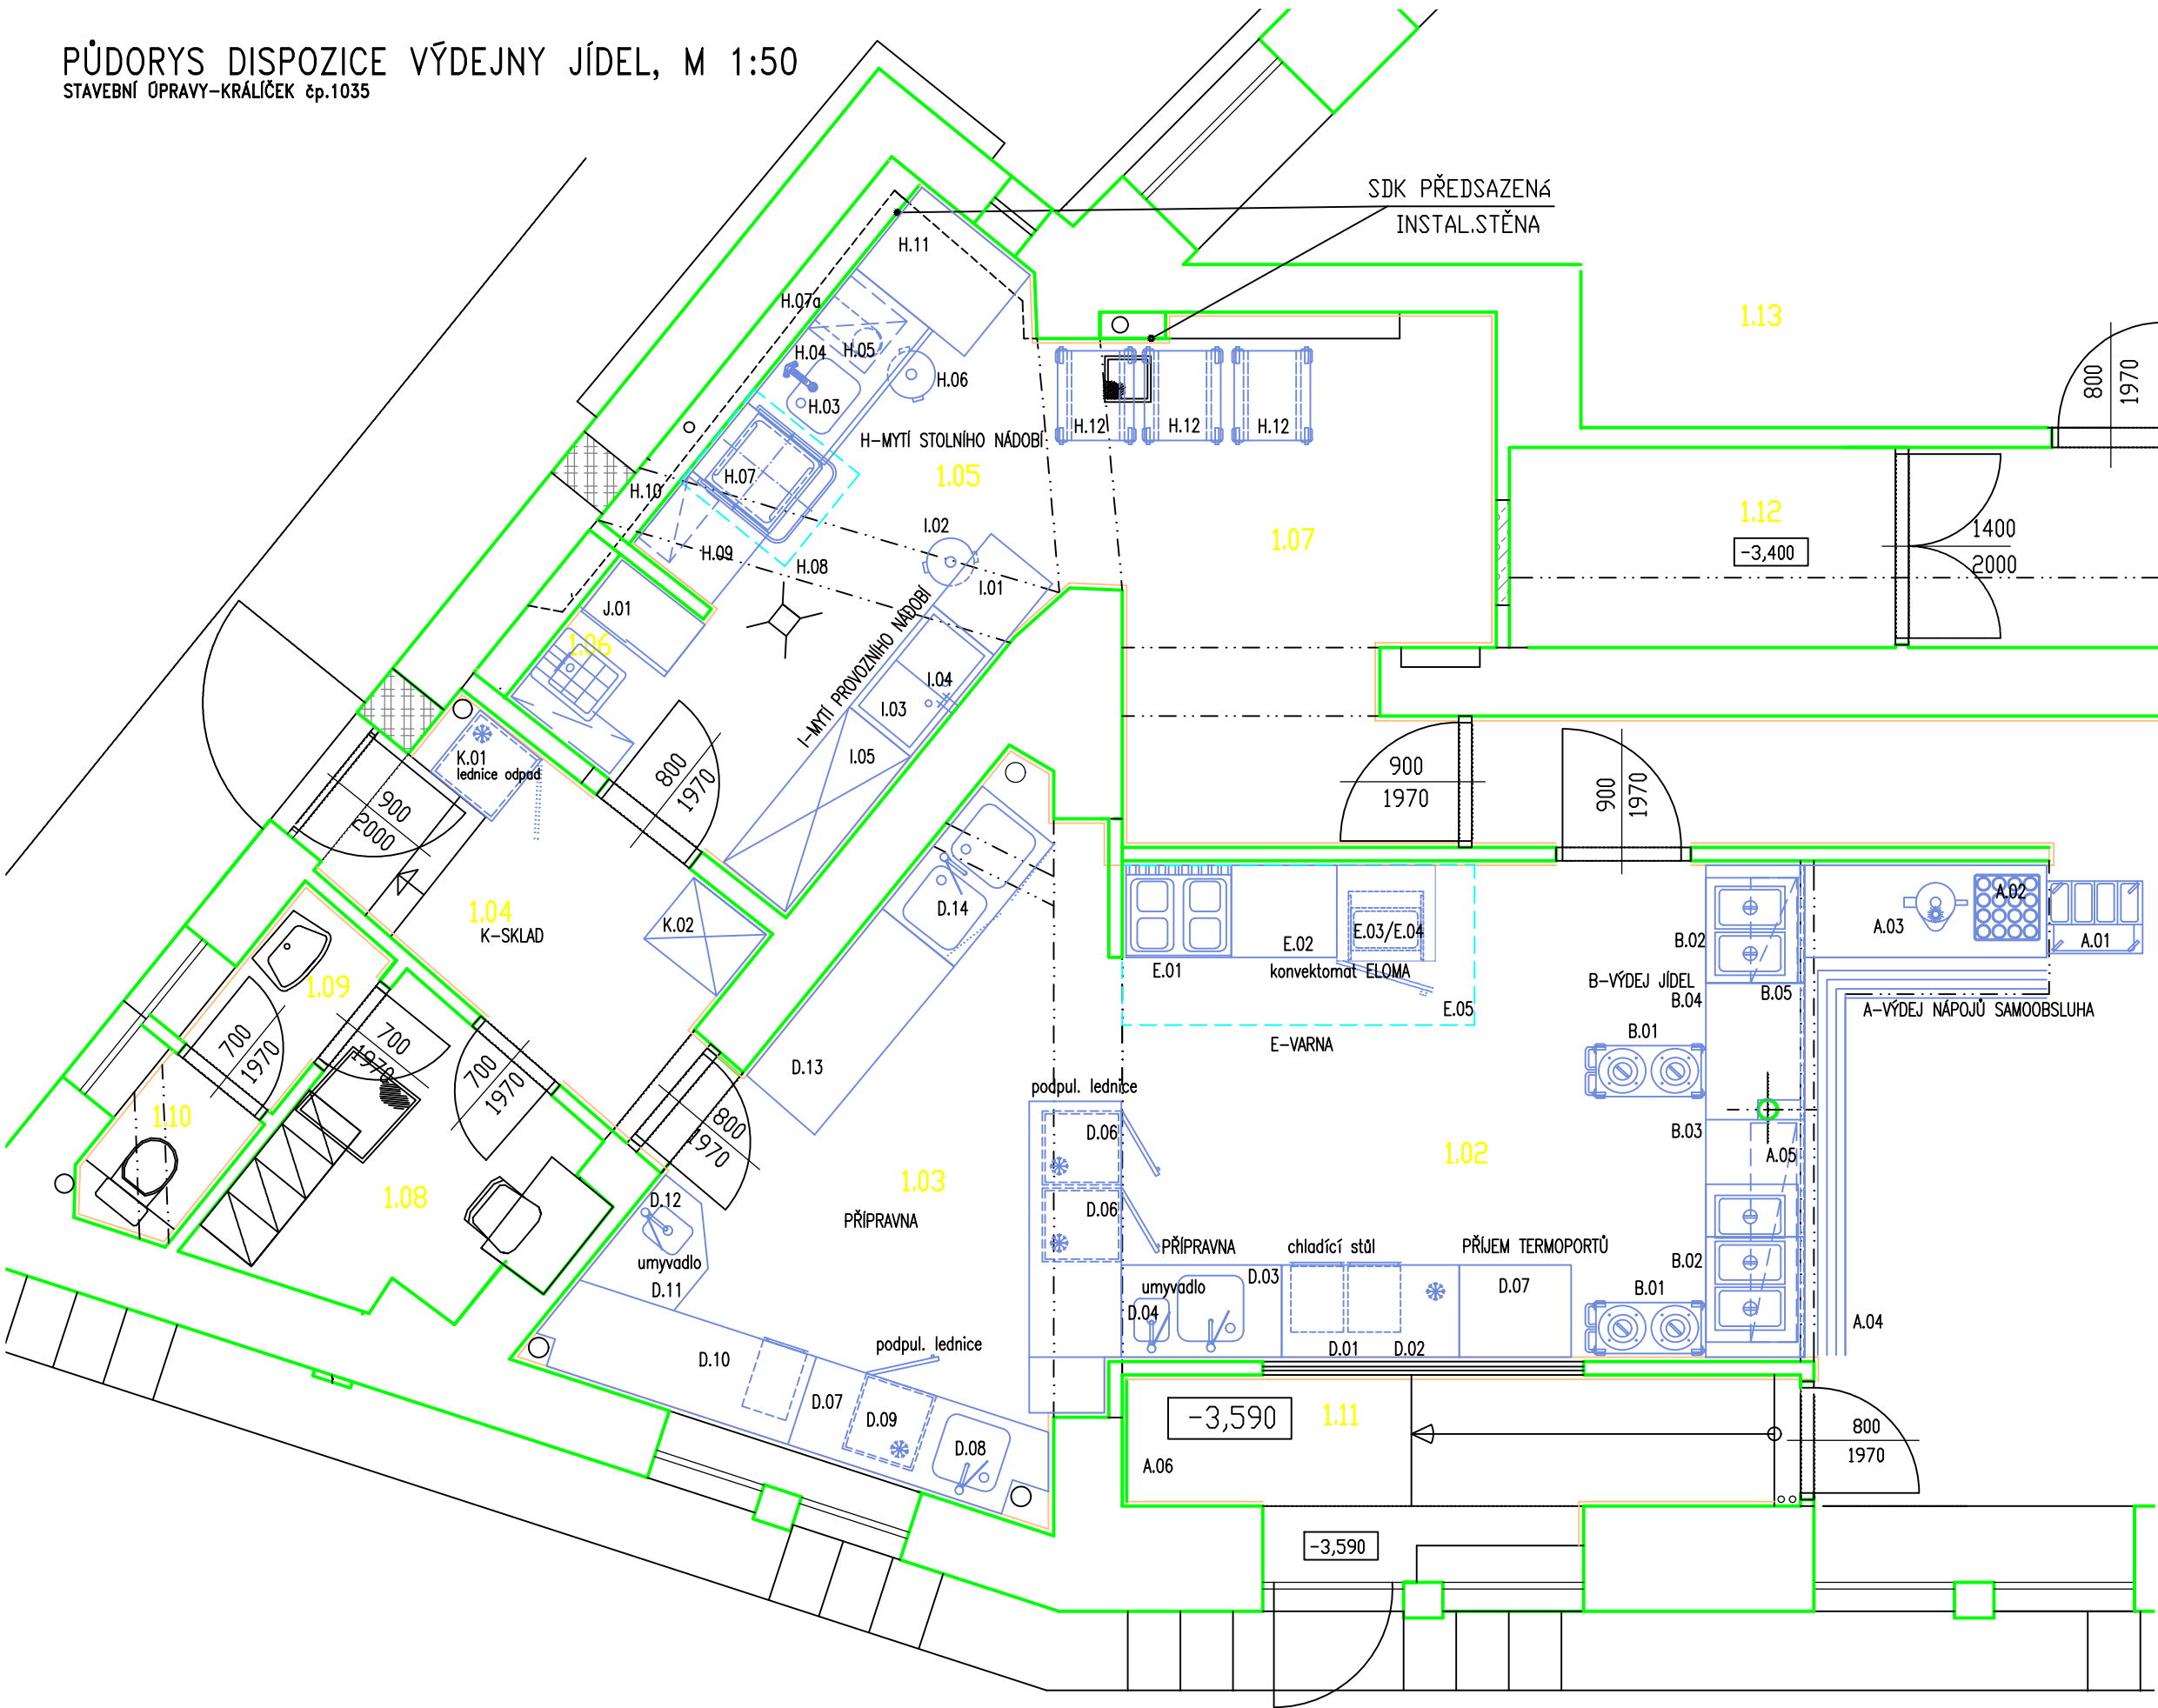 PŮDORYS DISPOZICE VÝDEJNY JÍDEL, M 1:50
STAVEBNÍ ÚPRAVY-KRÁLÍČEK čp.1035
SDK PŘEDSAZENá
INSTAL.STĚNA
H.11
1.13
H.07a
800
1970
H.04
H.05
H.06
H.03
H.12
H.12
H.12
H-MYTÍ STOLNÍHO NÁDOBÍ
1.05
H.07
H.10
1.12
I.02
1.07
1400
-3,400
H.09
H.08
2000
I.01
J.01
1.06
I-MYTÍ PROVOZNÍHO NÁDOBÍ
I.04
I.03
K.01
lednice odpad
I.05
800
1970
900
1970
900
1970
900
2000
A.02
1.04
K-SKLAD
K.02
D.14
A.03
E.03/E.04
E.02
B.02
A.01
E.01
konvektomat ELOMA
B-VÝDEJ JÍDEL
1.09
B.04
B.05
E.05
A-VÝDEJ NÁPOJŮ SAMOOBSLUHA
700
1970
700
1970
700
1970
E-VARNA
B.01
D.13
podpul. lednice
1.10
800
1970
D.06
B.03
1.02
A.05
1.03
1.08
D.12
D.06
PŘÍPRAVNA
PŘÍPRAVNA
chladící stůl
PŘÍJEM TERMOPORTŮ
umyvadlo
D.11
B.02
umyvadlo
D.03
D.07
B.01
D.04
A.04
podpul. lednice
D.01
D.02
D.10
D.07
D.09
-3,590
1.11
800
1970
D.08
A.06
-3,590